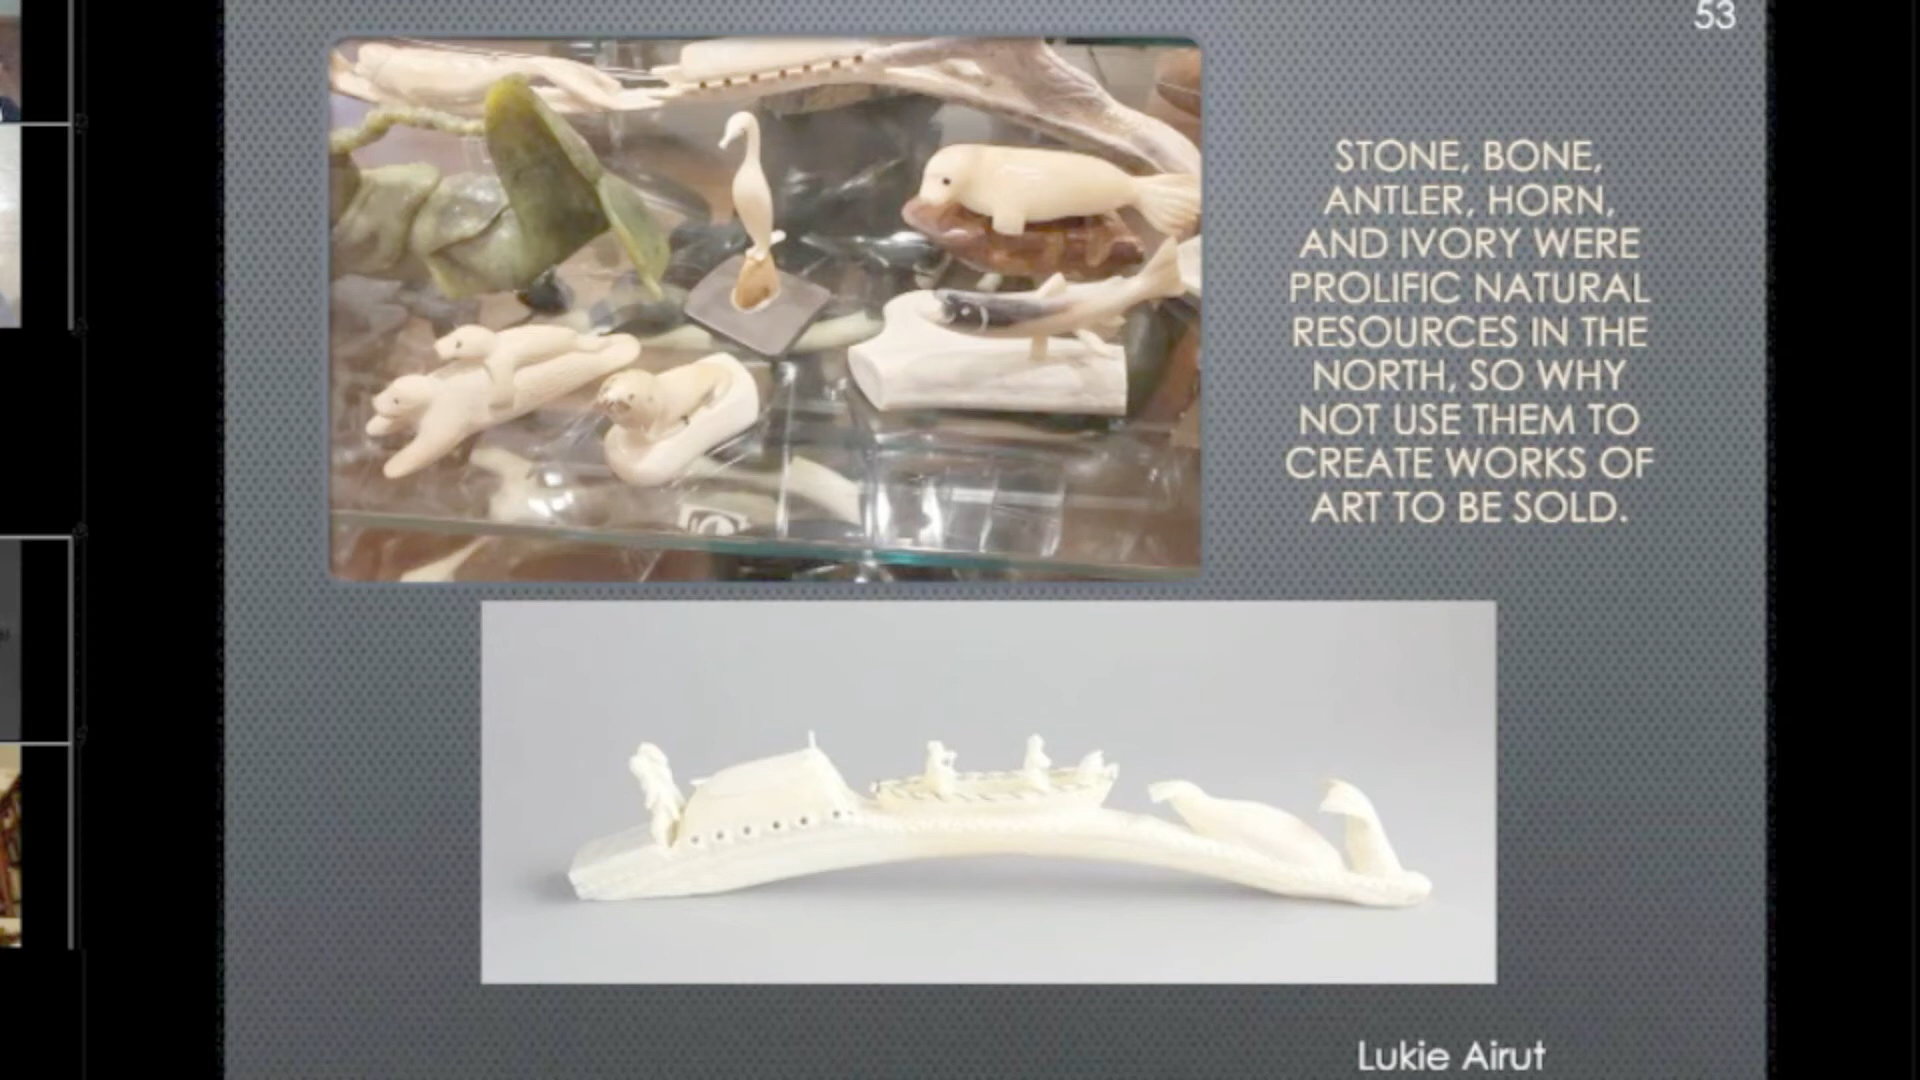 53
STONE, BONE,
ANTLER, HORN,
AND IVORY WERE
PROLIFIC NATURAL
RESOURCES IN THE
NORTH, SO WHY
NOT USE THEM TO
CREATE WORKS OF
ART TO BE SOLD.
Lukie Airut